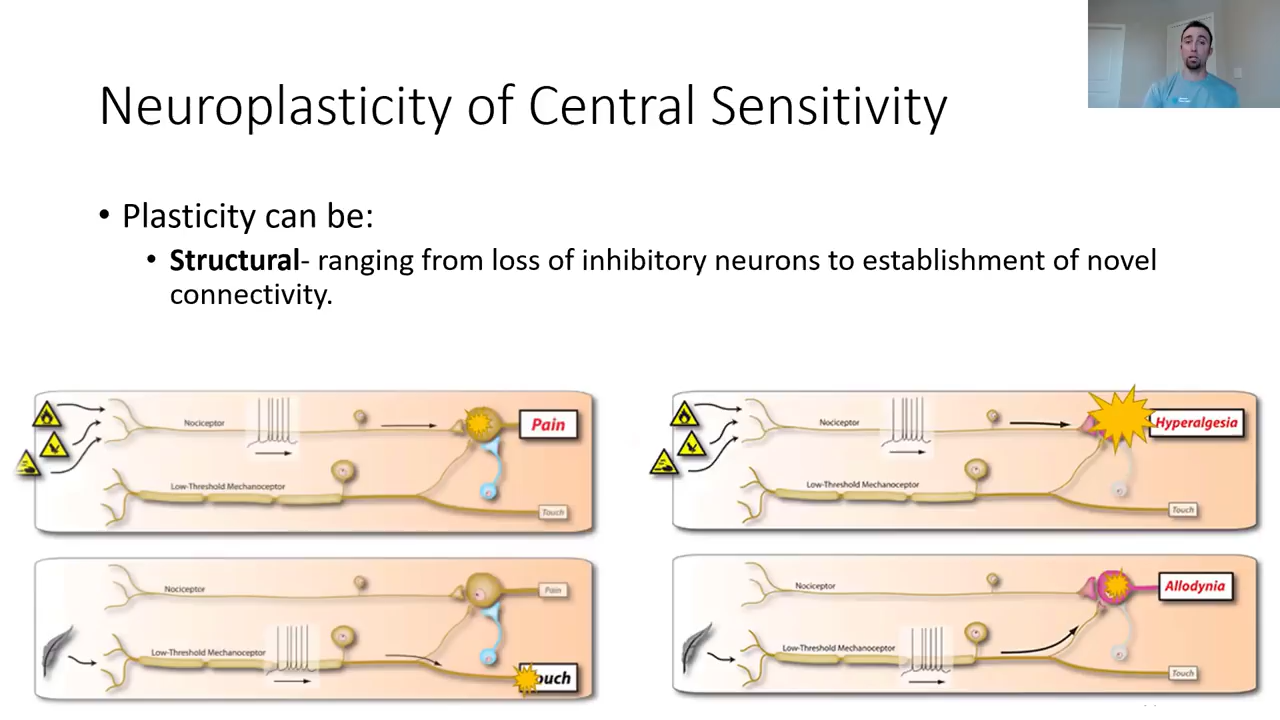 Neuroplasticity of Central Sensitivity
• Plasticity can be:
• Structural- ranging from loss of inhibitory neurons to establishment of novel
connectivity.
Nociceptor
Pain
Low-Threshold Mechanoceptor
Touch
Nociceptor
Hyperalgesia
Low-Threshold Mechanoceptor
Touch
Nociceptor
Pain
Low-Threshold Mechanoceptor
ouch
Nociceptor
Allodynia
Low-Threshold Mechanoceptor
Touch